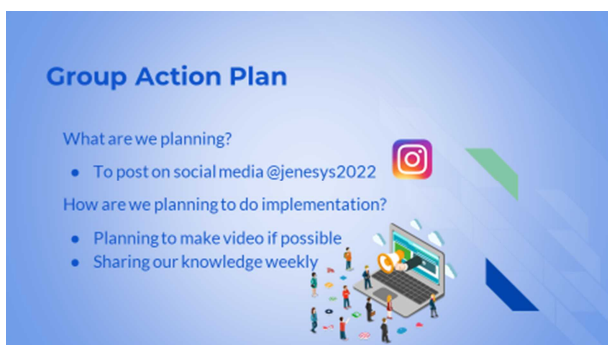 Group Action Plan
What are we planning?
● To post on social media @jenesys2022
How are we planning to do implementation?
● Planning to make video if possible
● Sharing our knowledge weekly